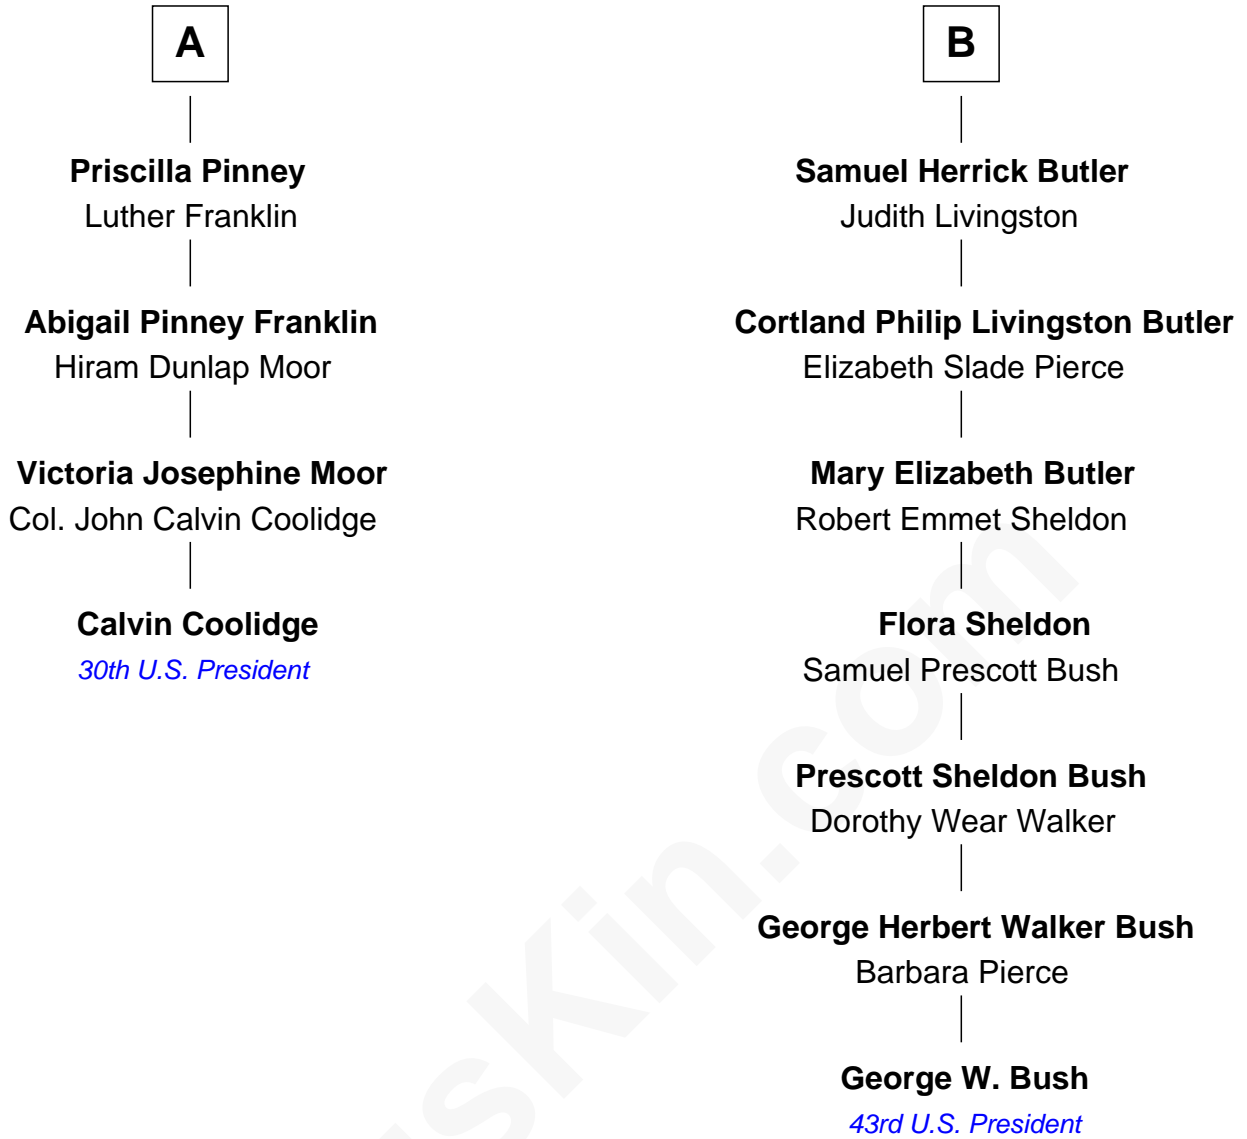 A
Priscilla Pinney
Luther Franklin
Abigail Pinney Franklin
Hiram Dunlap Moor
Victoria Josephine Moor
Col. John Calvin Coolidge
Calvin Coolidge
30th U.S. President
B
Samuel Herrick Butler
Judith Livingston
Cortland Philip Livingston Butler
Elizabeth Slade Pierce
Mary Elizabeth Butler
Robert Emmet Sheldon
Flora Sheldon
Samuel Prescott Bush
Prescott Sheldon Bush
Dorothy Wear Walker
George Herbert Walker Bush
Barbara Pierce
George W. Bush
43rd U.S. President
sKin.com